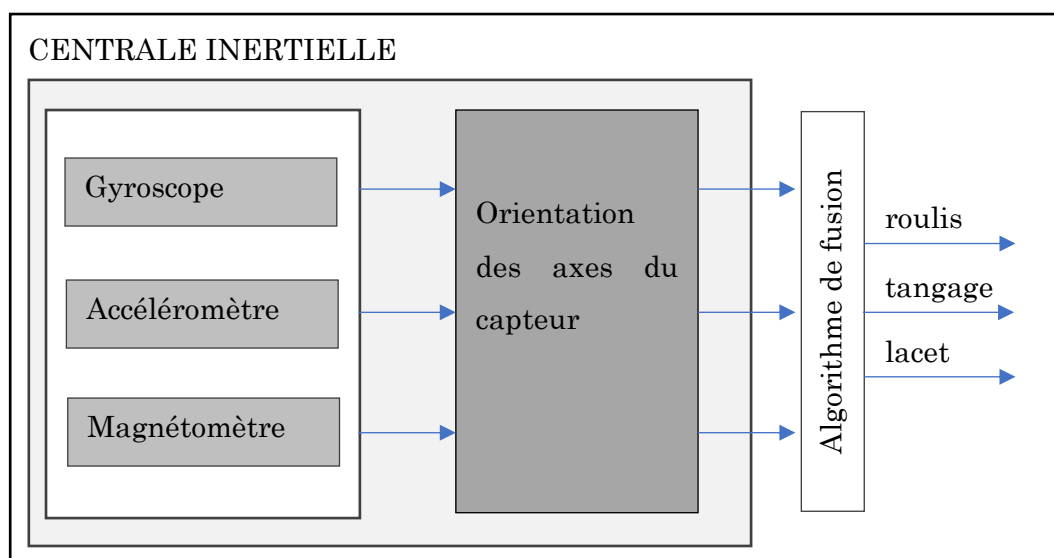 CENTRALE INERTIELLE
Gyroscope
Accéléromètre
Magnétomètre
Orientation
des axes du
capteur
Algorithme de fusion
roulis
tangage
lacet